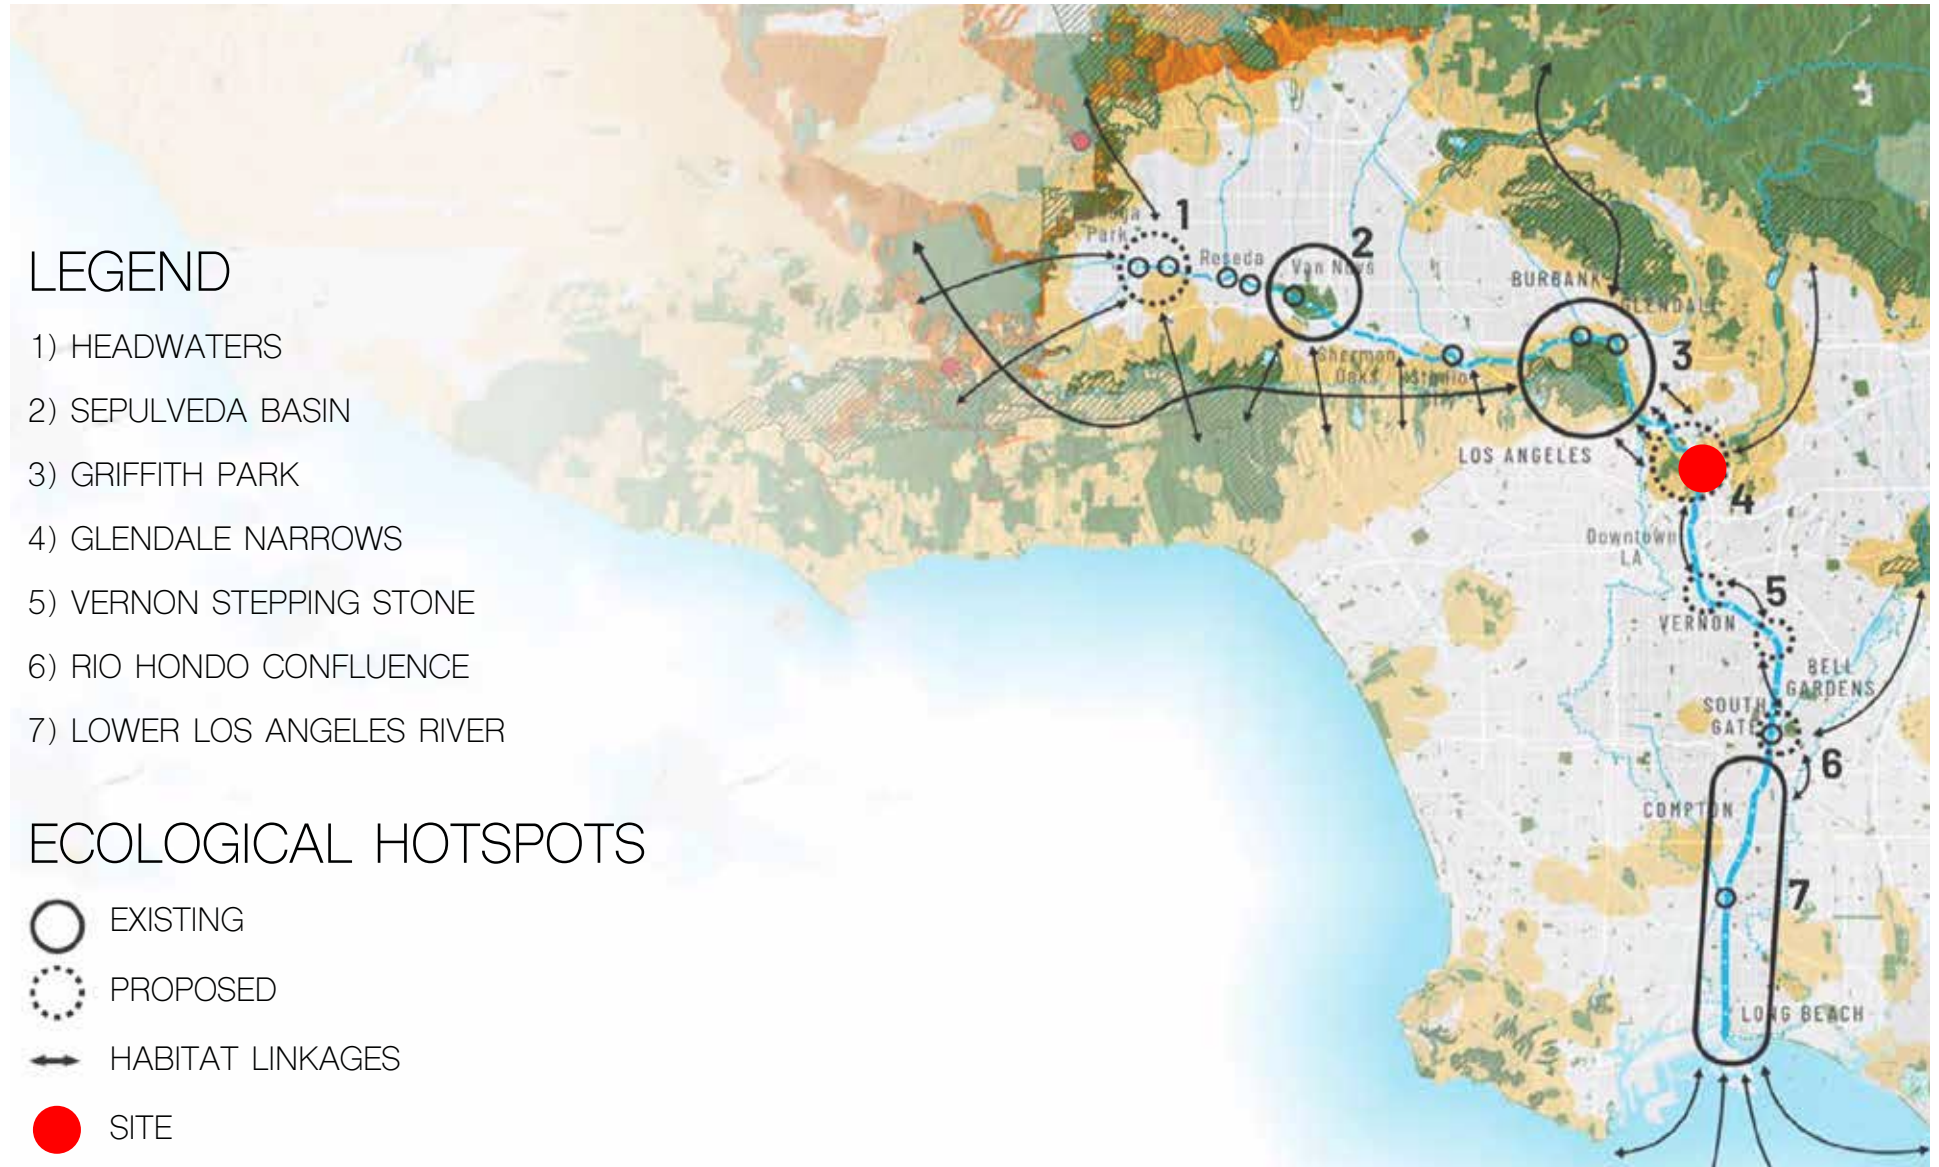 LEGEND
1) HEADWATERS
2) SEPULVEDA BASIN
3) GRIFFITH PARK
4) GLENDALE NARROWS
5) VERNON STEPPING STONE
6) RIO HONDO CONFLUENCE
7) LOWER LOS ANGELES RIVER
ECOLOGICAL HOTSPOTS
EXISTING
PROPOSED
HABITAT LINKAGES
SITE
1
Park
Reseda
2
Van Nuys
BURBANK
GLENDALE
Sherman
Oaks
3
LOS ANGELES
4
Downtown
LA
5
VERNON
BELL
GARDENS
SOUTH
GATE
6
COMPTON
7
LONG BEACH